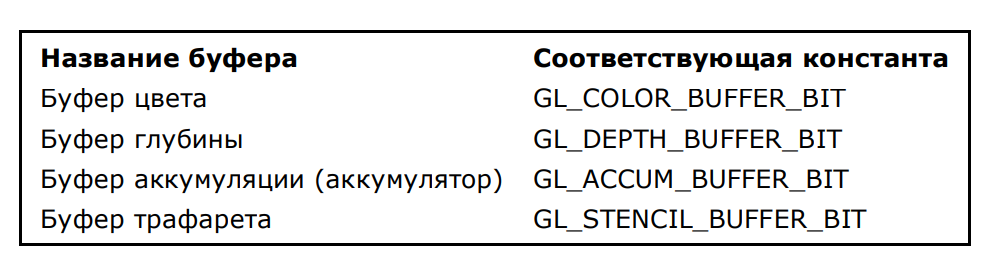 Название буфера Соответствующая константа
Буфер цвета GL_COLOR_BUFFER_BIT
Буфер глубины GL_DEPTH_BUFFER_BIT
Буфер аккумуляции (аккумулятор) GL_ACCUM_BUFFER_BIT
Буфер трафарета GL_STENCIL_BUFFER_BIT